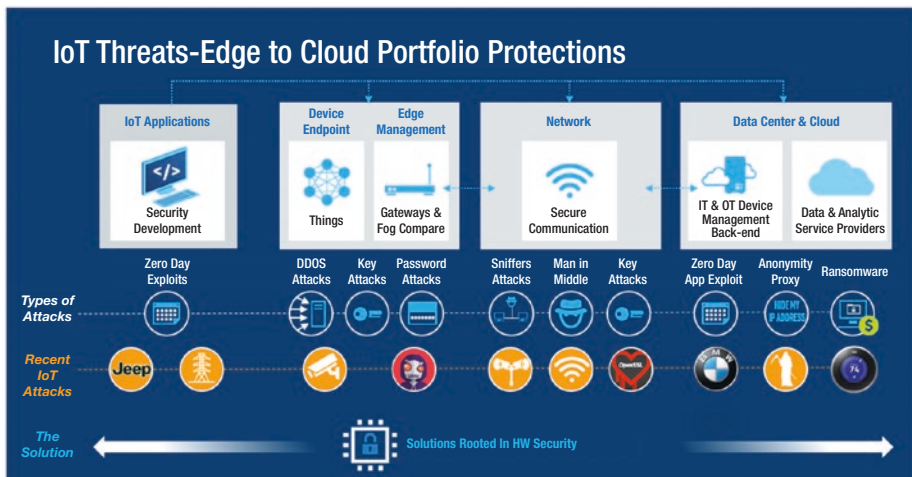 IoT Threats-Edge to Cloud Portfolio Protections
IoT Applications
Device
Endpoint
Edge
Management
Network
Data Center & Cloud
</>
Security
Development
Things
Gateways &
Fog Compare
Secure
Communication
IT & OT Device
Management
Back-end
Data & Analytic
Service Providers
Zero Day
Exploits
DDOS
Attacks
Key
Attacks
Password
Attacks
Sniffers
Attacks
Man in
Middle
Key
Attacks
Zero Day
App Exploit
Anonymity
Proxy
Ransomware
Types of
Attacks
HIDE MY
IP ADDRESS
$
Recent
IoT
Attacks
Jeep
OpenSSL
BMW
74
The
Solution
Solutions Rooted In HW Security